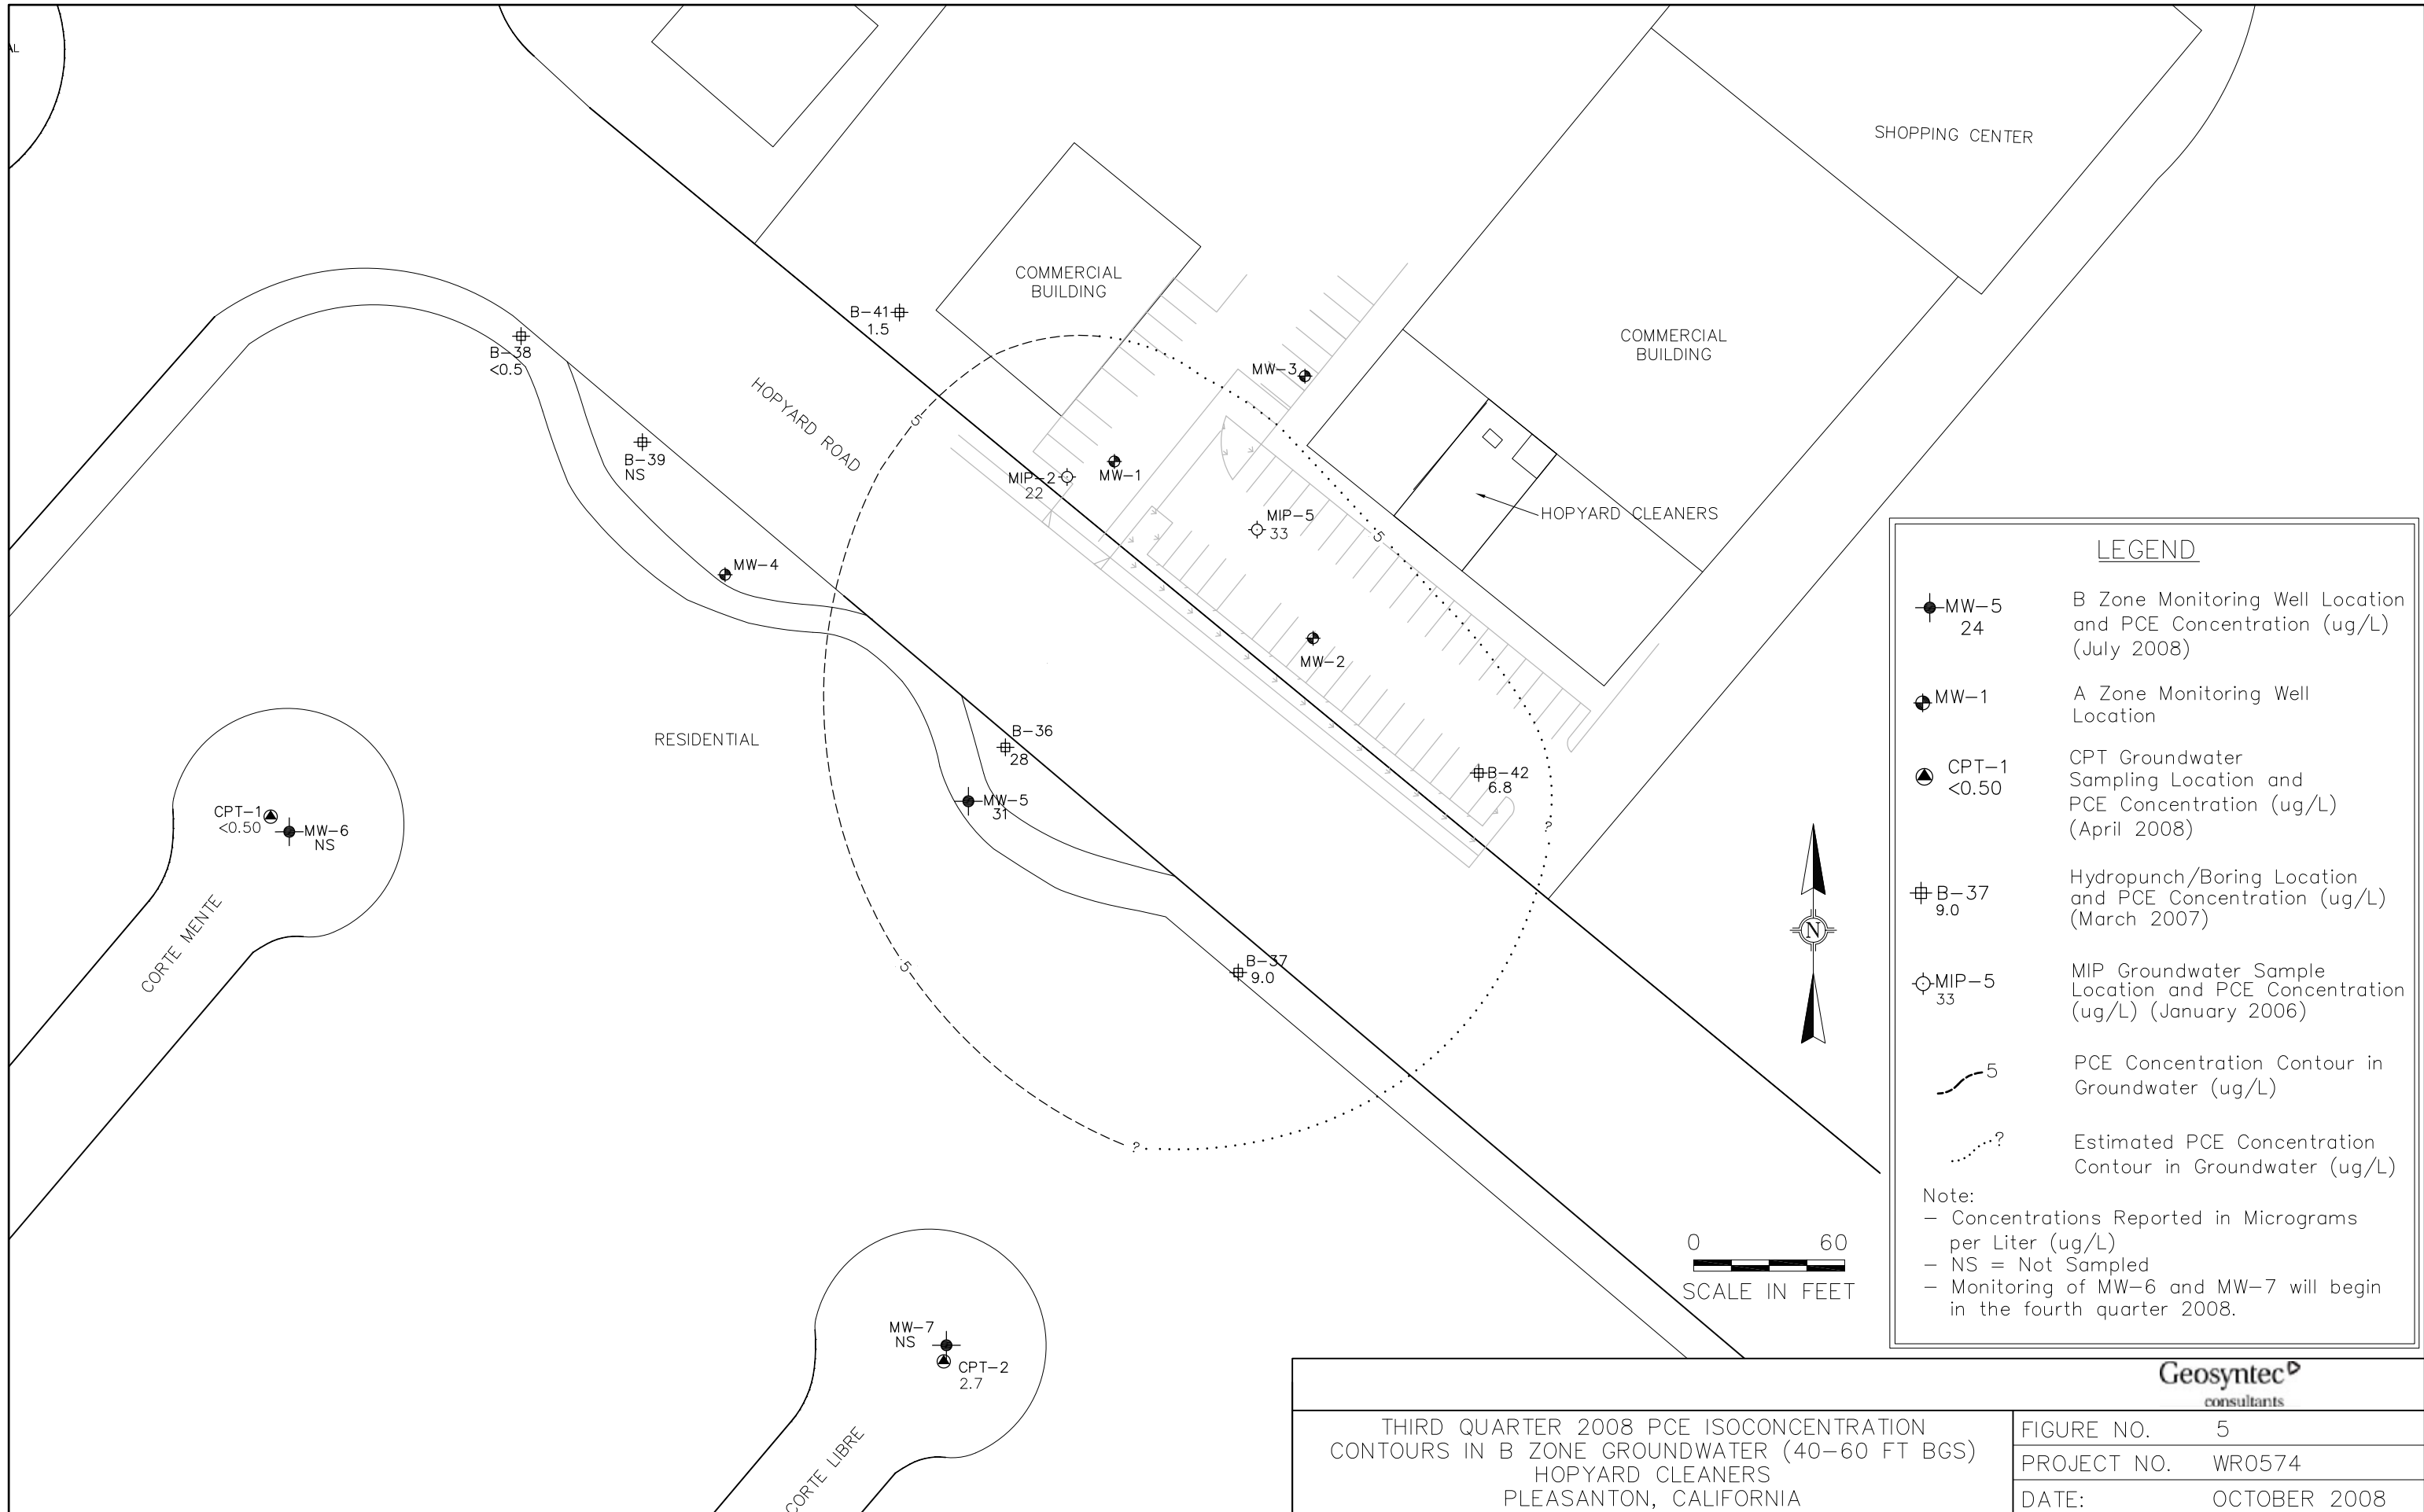 SHOPPING CENTER
COMMERCIAL
BUILDING
B-41
1.5
COMMERCIAL
BUILDING
B-38
<0.5
MW-3
HOPYARD ROAD
5
B-39
NS
MIP-2
22
MW-1
MIP-5
33
5
HOPYARD CLEANERS
MW-4
MW-2
RESIDENTIAL
B-36
28
B-42
6.8
MW-5
31
CPT-1
<0.50
MW-6
NS
?
CORTE MENTE
5
B-37
9.0
N
?
0 60
SCALE IN FEET
MW-7
NS
CPT-2
2.7
CORTE LIBRE
LEGEND
MW-5
24
B Zone Monitoring Well Location
and PCE Concentration (ug/L)
(July 2008)
MW-1
A Zone Monitoring Well
Location
CPT-1
<0.50
CPT Groundwater
Sampling Location and
PCE Concentration (ug/L)
(April 2008)
B-37
9.0
Hydropunch/Boring Location
and PCE Concentration (ug/L)
(March 2007)
MIP-5
33
MIP Groundwater Sample
Location and PCE Concentration
(ug/L) (January 2006)
5
PCE Concentration Contour in
Groundwater (ug/L)
?
Estimated PCE Concentration
Contour in Groundwater (ug/L)
Note:
- Concentrations Reported in Micrograms
per Liter (ug/L)
- NS = Not Sampled
- Monitoring of MW-6 and MW-7 will begin
in the fourth quarter 2008.
Geosyntec
consultants
THIRD QUARTER 2008 PCE ISOCONCENTRATION
CONTOURS IN B ZONE GROUNDWATER (40-60 FT BGS)
HOPYARD CLEANERS
PLEASANTON, CALIFORNIA
FIGURE NO. 5
PROJECT NO. WR0574
DATE: OCTOBER 2008